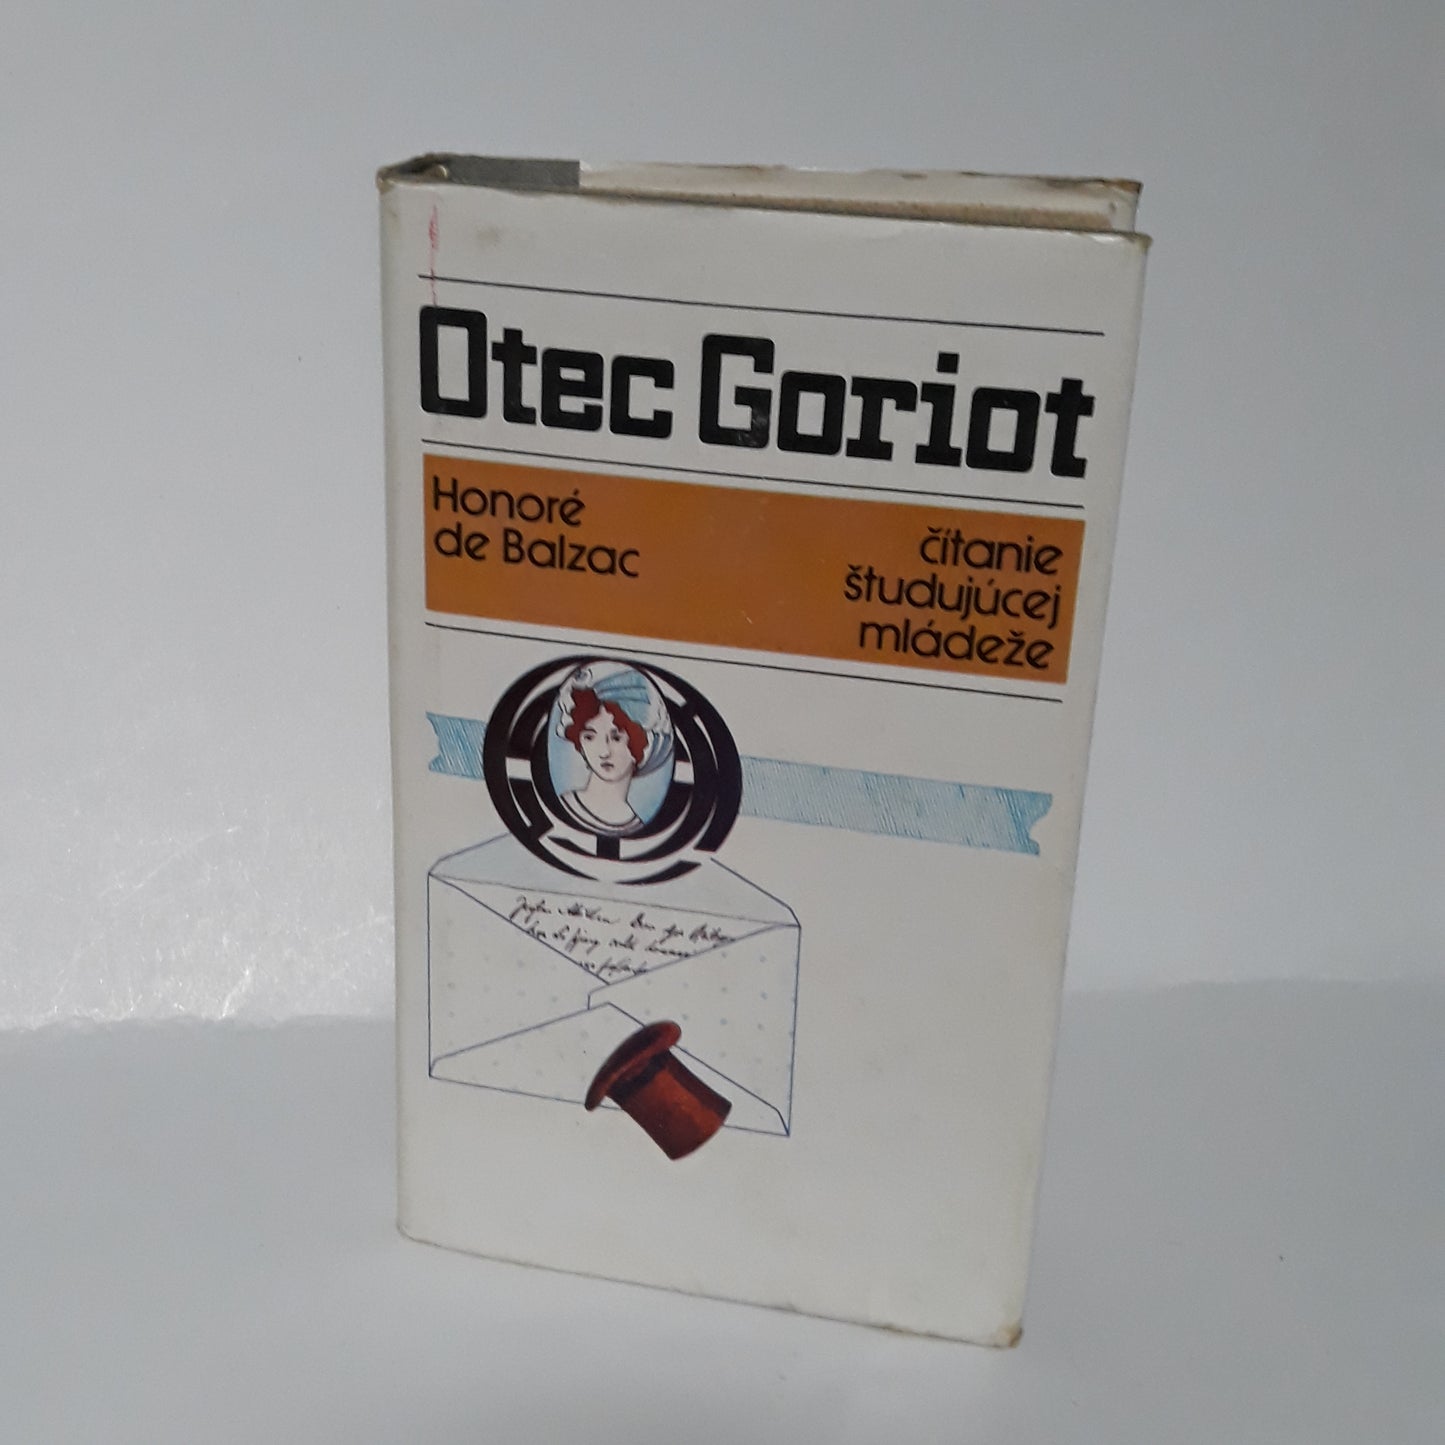 Otec Goriot
Honoré
de Balzac
čítanie
študujúcej
mládeže